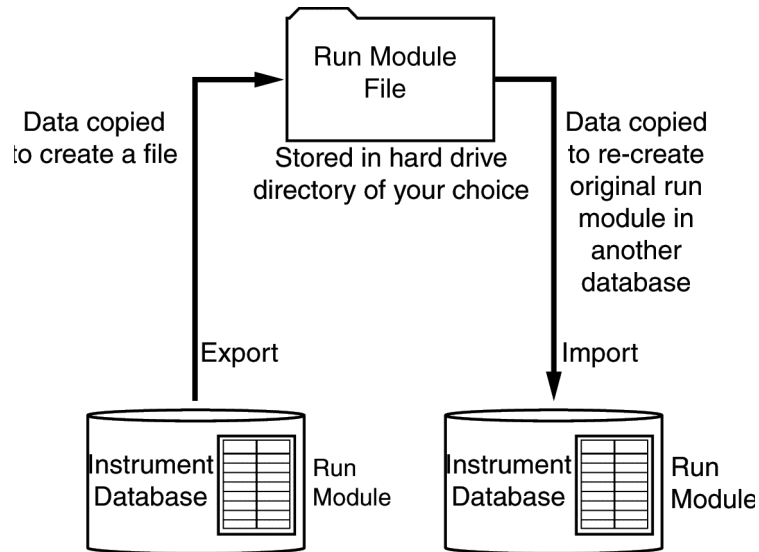 Run Module
File
Data copied
to create a file
Stored in hard drive
directory of your choice
Data copied
to re-create
original run
module in
another
database
Export
Import
Instrument
Database
Run
Module
Instrument
Database
Run
Module